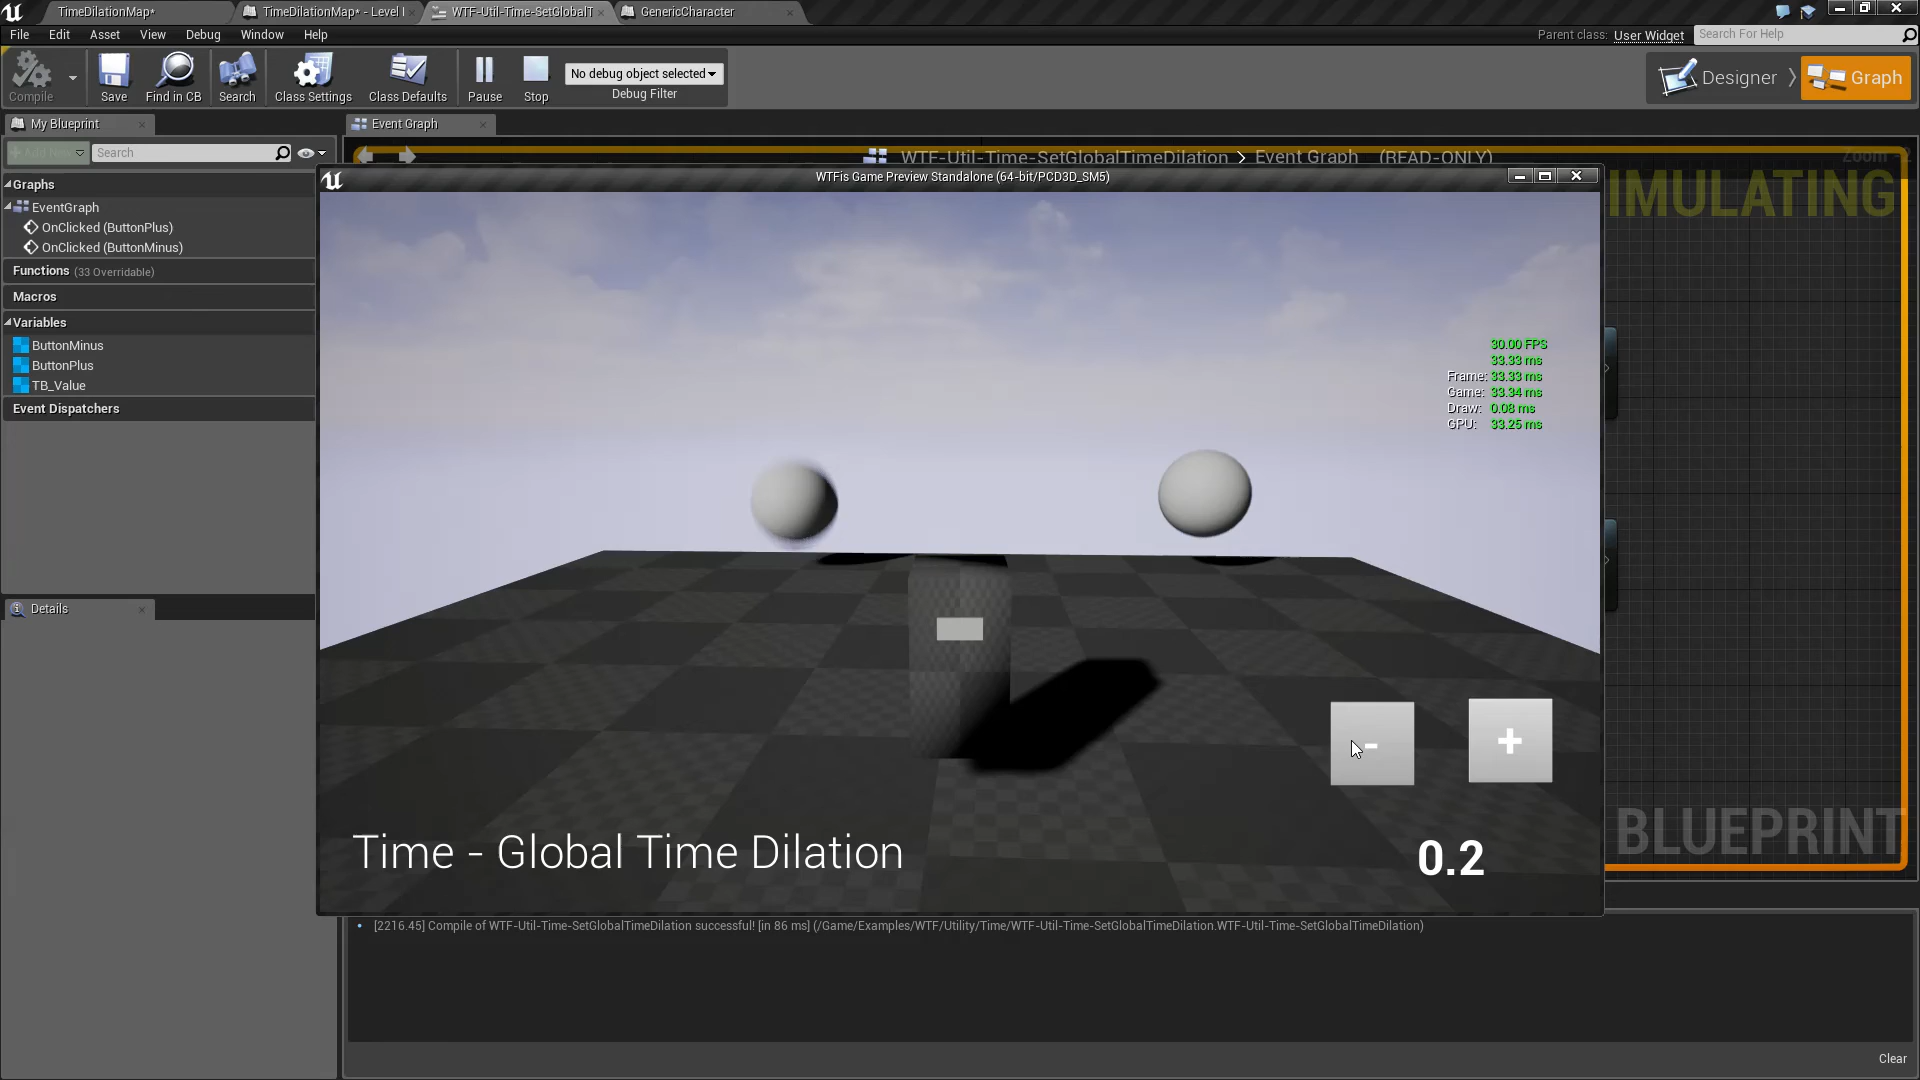 TimeDilationMap*
TimeDilationMap* - Level
WTF-Util-Time-SetGlobalT
GenericCharacter
File Edit Asset View Debug Window Help
Parent class: User Widget
Search For Help
Compile
Save
Find in CB
Search
Class Settings
Class Defaults
Pause
Stop
No debug object selected
Debug Filter
Designer
Graph
My Blueprint
Event Graph
Add New
Search
WTF-Util-Time-SetGlobalTimeDilation > Event Graph (READ-ONLY)
Zoom -2
WTFis Game Preview Standalone (64-bit/PCD3D_SM5)
IMULATING
Graphs
EventGraph
OnClicked (ButtonPlus)
OnClicked (ButtonMinus)
Functions (33 Overridable)
Macros
Variables
ButtonMinus
ButtonPlus
TB_Value
Event Dispatchers
Details
30.00 FPS
33.33 ms
Frame: 33.33 ms
Game: 33.34 ms
Draw: 0.08 ms
GPU: 33.25 ms
- +
Time - Global Time Dilation
0.2
BLUEPRINT
[2216.45] Compile of WTF-Util-Time-SetGlobalTimeDilation successful! [in 86 ms] (/Game/Examples/WTF/Utility/Time/WTF-Util-Time-SetGlobalTimeDilation.WTF-Util-Time-SetGlobalTimeDilation)
Clear